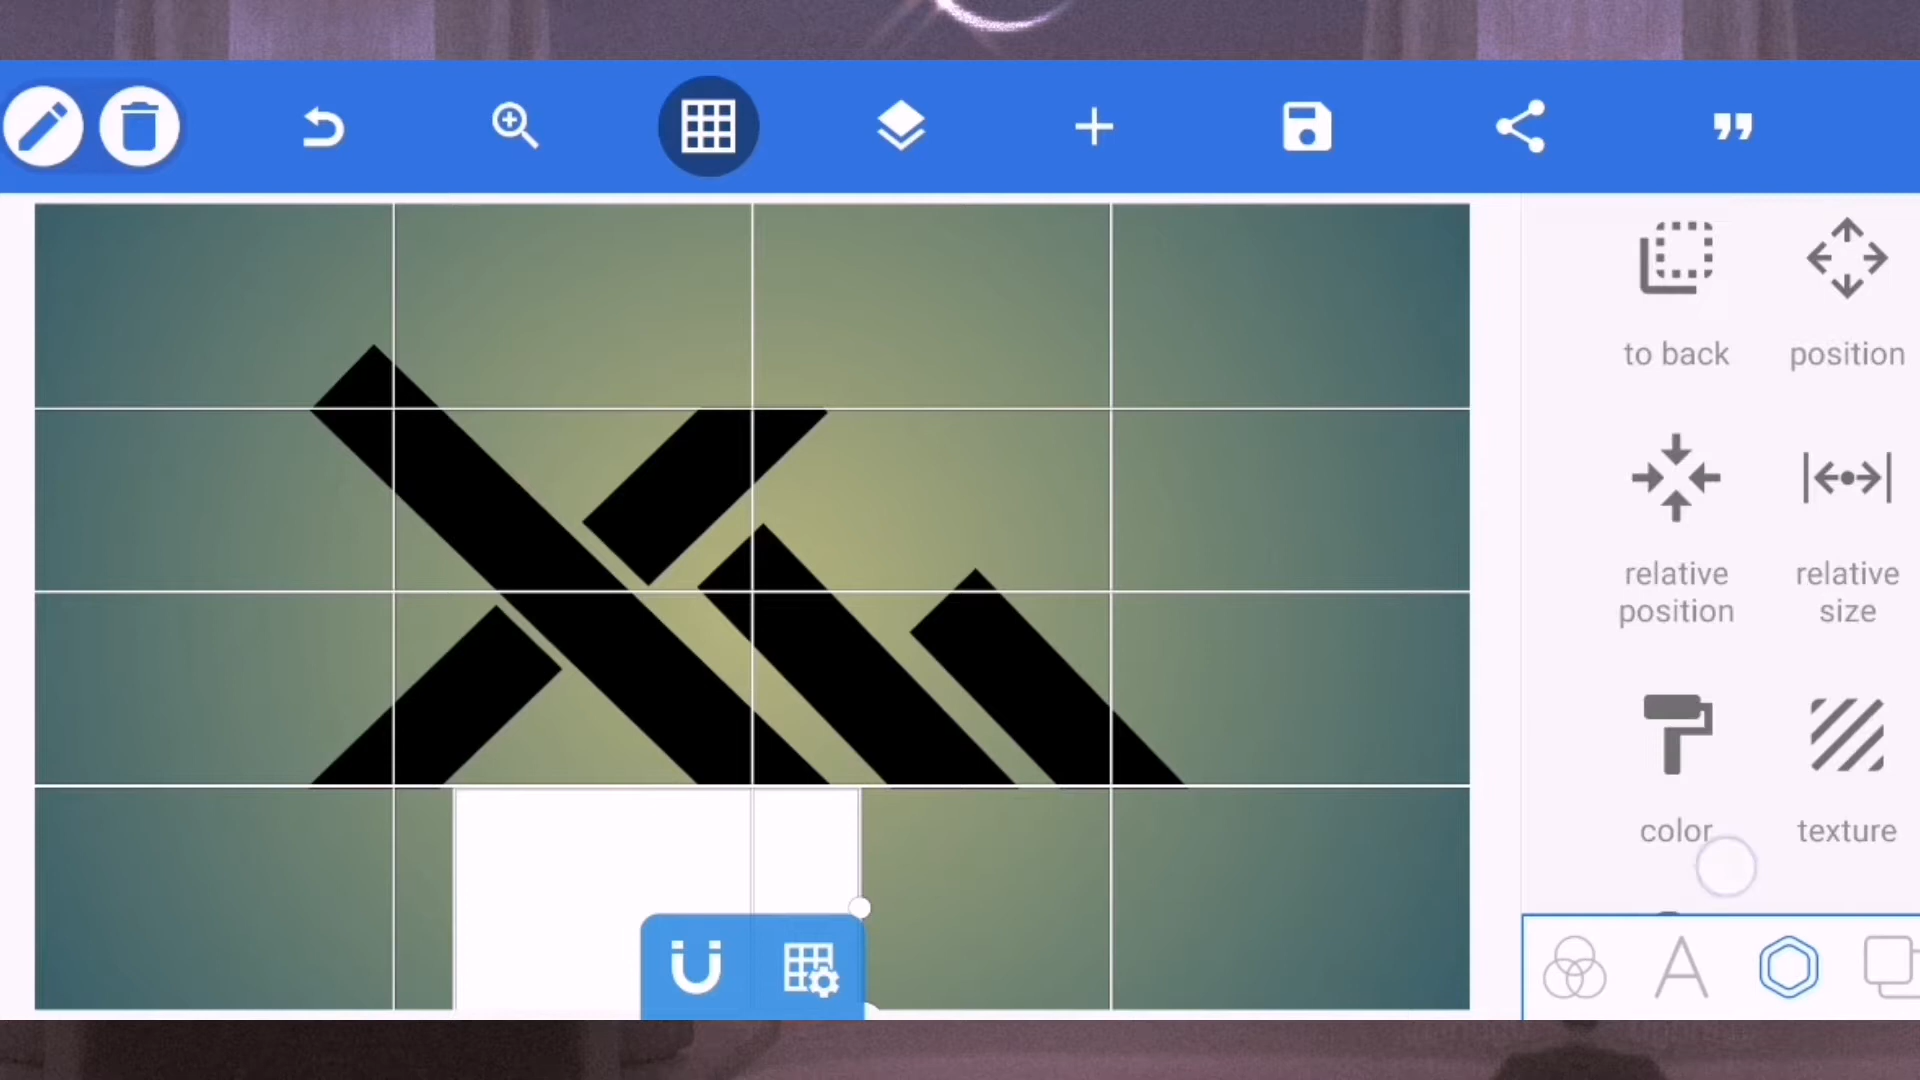 to back
position
relative
position
relative
size
color
texture